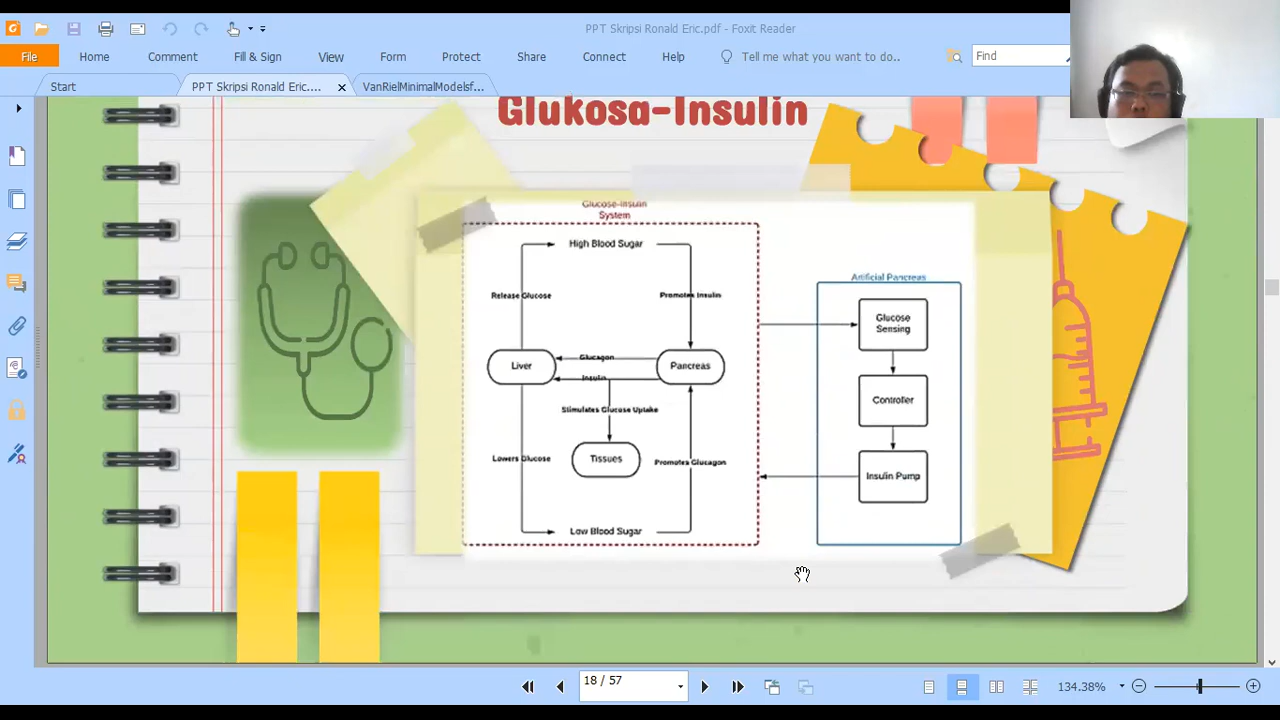 PPT Skripsi Ronald Eric.pdf - Foxit Reader
File Home Comment Fill & Sign View Form Protect Share Connect Help Tell me what you want to do.. Find
Start PPT Skripsi Ronald Eric.... VanRielMinimalModelsf...
Glukosa-Insulin
Glucose-Insulin
System
High Blood Sugar
Artificial Pancreas
Release Glucose
Promotes Insulin
Glucose
Sensing
Glucagon
Liver
Pancreas
Insulin
Controller
Stimulates Glucose Uptake
Lowers Glucose
Tissues
Promotes Glucagon
Insulin Pump
Low Blood Sugar
18 / 57
134.38%